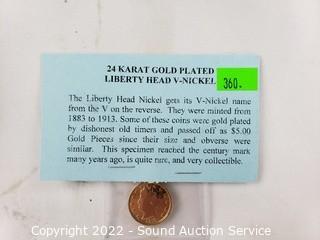 24 KARAT GOLD PLATED
LIBERTY HEAD V-NICKEL
360.
The Liberty Head Nickel gets its V-Nickel name
from the V on the reverse. They were minted from
1883 to 1913. Some of these coins were gold plated
by dishonest old timers and passed off as $5.00
Gold Pieces since their size and obverse were
similar. This specimen reached the century mark
many years ago, is quite rare, and very collectible.
Copyright 2022 - Sound Auction Service